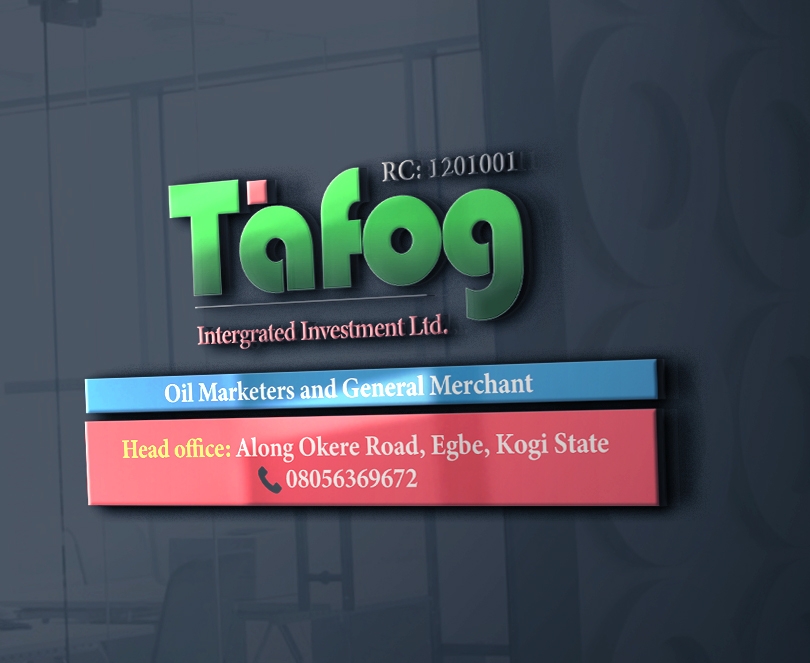 RC: 1201001
Tafog
Intergrated Investment Ltd.
Oil Marketers and General Merchant
Head office: Along Okere Road, Egbe, Kogi State
08056369672